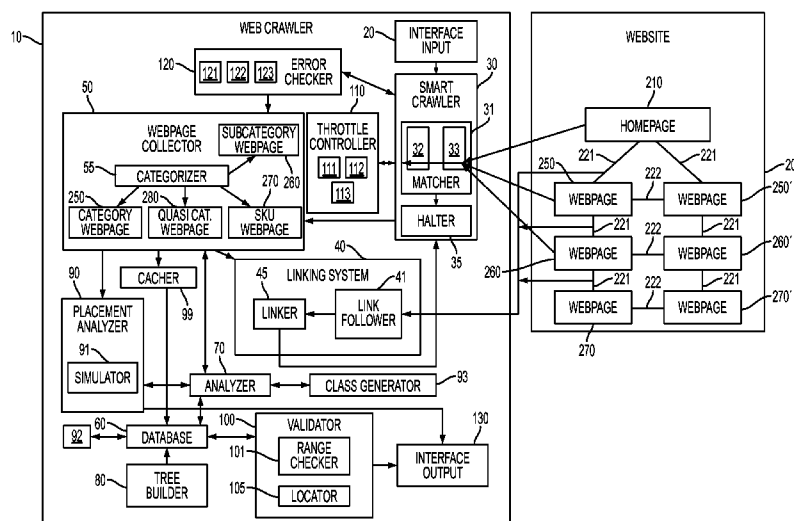 10
WEB CRAWLER
20
INTERFACE
INPUT
WEBSITE
120
121
122
123
ERROR
CHECKER
30
SMART
CRAWLER
31
32
33
MATCHER
HALTER
35
210
HOMEPAGE
221
221
50
WEBPAGE
COLLECTOR
SUBCATEGORY
WEBPAGE
55
CATEGORIZER
260
250
CATEGORY
WEBPAGE
280
QUASI CAT.
WEBPAGE
270
SKU
WEBPAGE
110
THROTTLE
CONTROLLER
111
112
113
250
WEBPAGE
222
WEBPAGE
250'
221
221
WEBPAGE
222
WEBPAGE
260'
260
221
221
WEBPAGE
222
WEBPAGE
270'
270
40
LINKING SYSTEM
45
LINKER
41
LINK
FOLLOWER
CACHER
99
90
PLACEMENT
ANALYZER
91
SIMULATOR
70
ANALYZER
CLASS GENERATOR
93
92
60
DATABASE
80
TREE
BUILDER
100
VALIDATOR
101
RANGE
CHECKER
105
LOCATOR
130
INTERFACE
OUTPUT